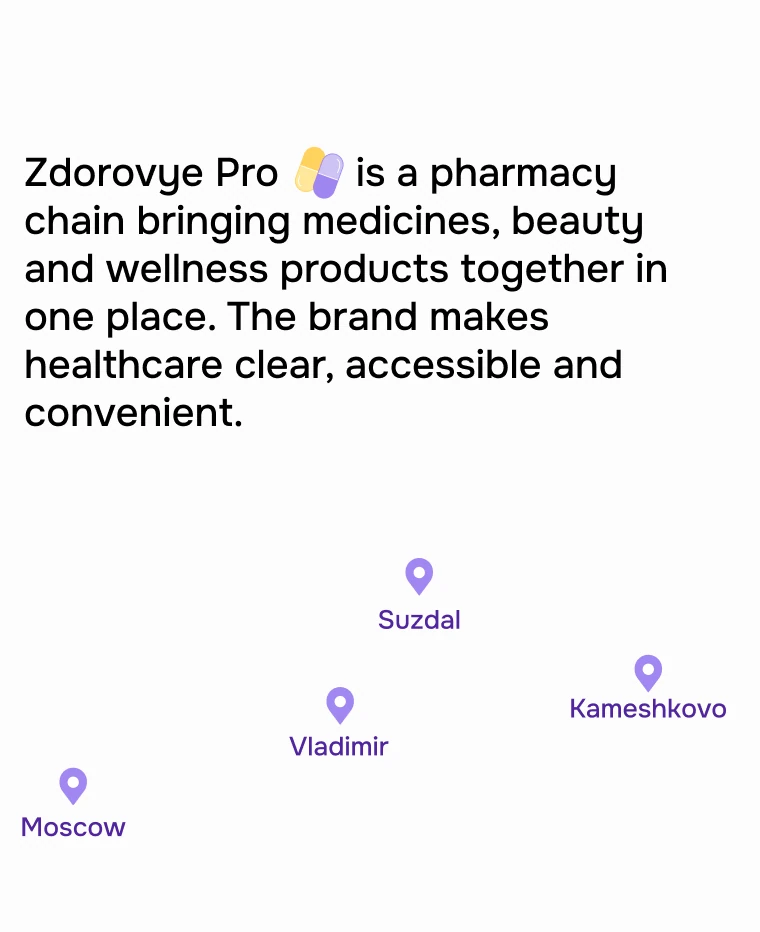 Zdorovye Pro is a pharmacy
chain bringing medicines, beauty
and wellness products together in
one place. The brand makes
healthcare clear, accessible and
convenient.
Suzdal
Kameshkovo
Vladimir
Moscow